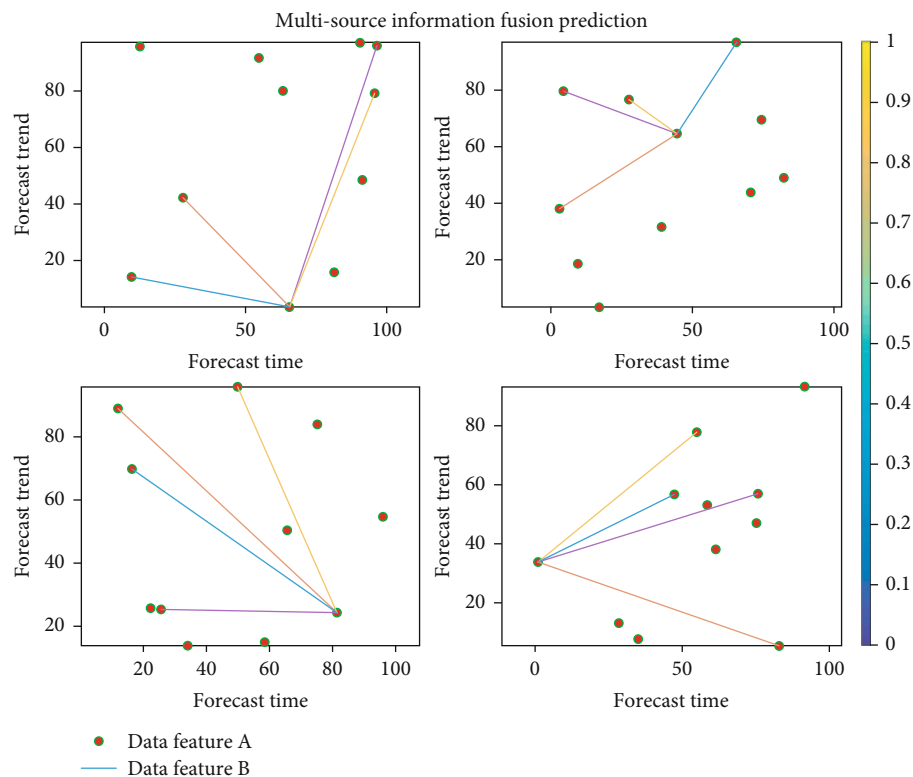 Multi-source information fusion prediction
80
60
40
20
Forecast trend
0 50 100
Forecast time
80
60
40
20
Forecast trend
0 50 100
Forecast time
80
60
40
20
Forecast trend
20 40 60 80 100
Forecast time
80
60
40
20
Forecast trend
0 50 100
Forecast time
1
0.9
0.8
0.7
0.6
0.5
0.4
0.3
0.2
0.1
0
Data feature A
Data feature B